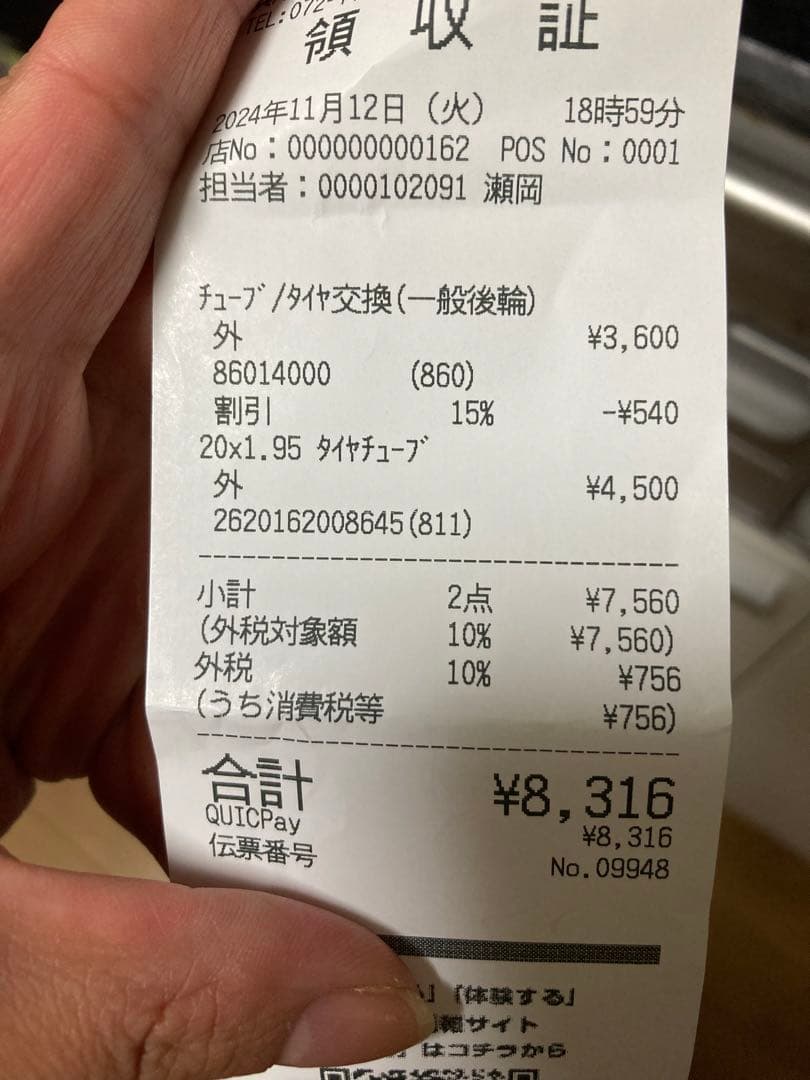 TEL:072-
領収証
2024年11月12日（火） 18時59分
店No：000000000162 POS No：0001
担当者：0000102091 瀬岡
ﾁｭｰﾌﾞ/ﾀｲﾔ交換(一般後輪)
外 ¥3,600
86014000 (860)
割引 15% -¥540
20x1.95 ﾀｲﾔﾁｭｰﾌﾞ
外 ¥4,500
2620162008645(811)
小計 2点 ¥7,560
(外税対象額 10% ¥7,560)
外税 10% ¥756
(うち消費税等 ¥756)
合計 ¥8,316
QUICPay ¥8,316
伝票番号 No.09948
」「体験する」
報サイト
」はコチラから